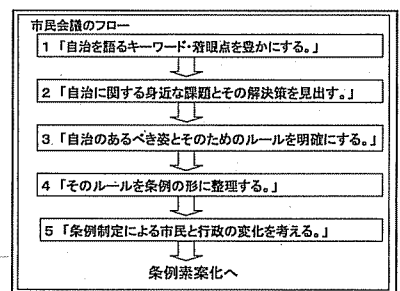 市民会議のフロー
1 「自治を語るキーワード・着眼点を豊かにする。」
2 「自治に関する身近な課題とその解決策を見出す。」
3 「自治のあるべき姿とそのためのルールを明確にする。」
4 「そのルールを条例の形に整理する。」
5 「条例制定による市民と行政の変化を考える。」
条例素案化へ